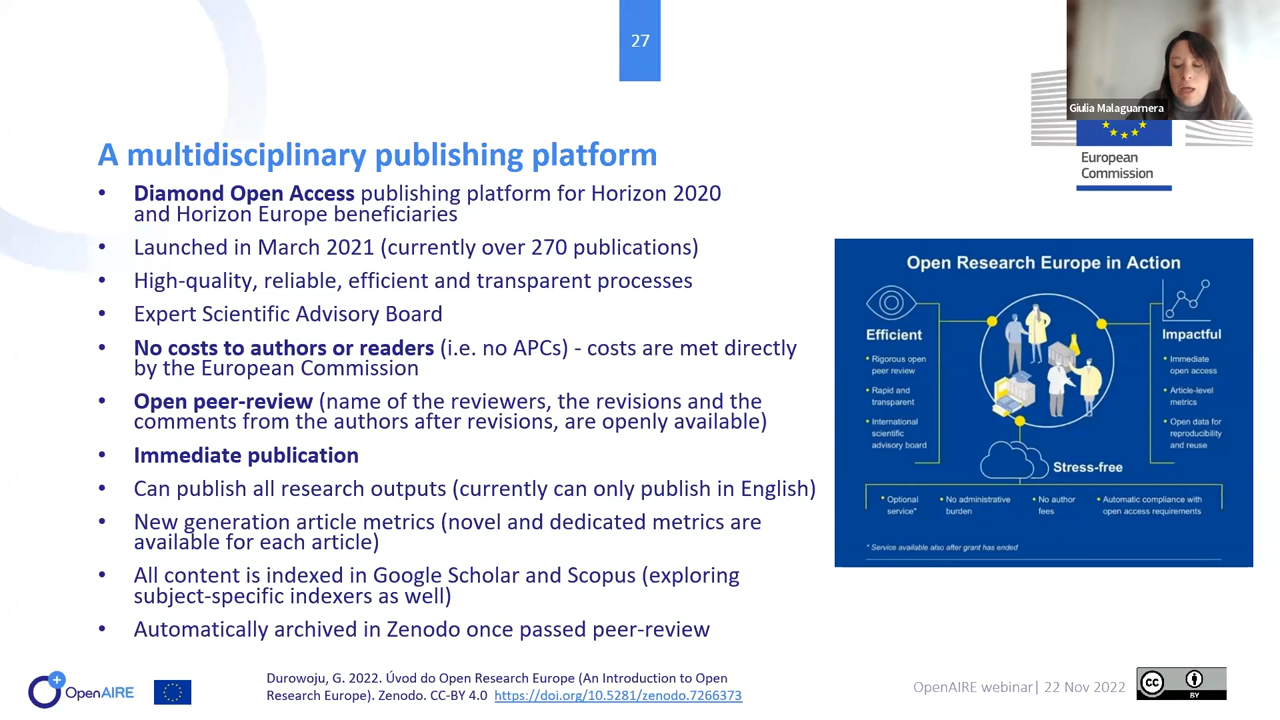 27
Giulia Malaguarnera
European
Commission
A multidisciplinary publishing platform
• Diamond Open Access publishing platform for Horizon 2020
and Horizon Europe beneficiaries
• Launched in March 2021 (currently over 270 publications)
• High-quality, reliable, efficient and transparent processes
• Expert Scientific Advisory Board
• No costs to authors or readers (i.e. no APCs) - costs are met directly
by the European Commission
• Open peer-review (name of the reviewers, the revisions and the
comments from the authors after revisions, are openly available)
• Immediate publication
• Can publish all research outputs (currently can only publish in English)
• New generation article metrics (novel and dedicated metrics are
available for each article)
• All content is indexed in Google Scholar and Scopus (exploring
subject-specific indexers as well)
• Automatically archived in Zenodo once passed peer-review
Open Research Europe in Action
Efficient
• Rigorous open
peer review
• Rapid and
transparent
• International
scientific
advisory board
Impactful
• Immediate
open access
• Article-level
metrics
• Open data for
reproducibility
and reuse
Stress-free
• Optional
service*
• No administrative
burden
• No author
fees
• Automatic compliance with
open access requirements
* Service available also after grant has ended
OpenAIRE
Durowoju, G. 2022. Úvod do Open Research Europe (An Introduction to Open
Research Europe). Zenodo. CC-BY 4.0 https://doi.org/10.5281/zenodo.7266373
OpenAIRE webinar| 22 Nov 2022
cc
BY